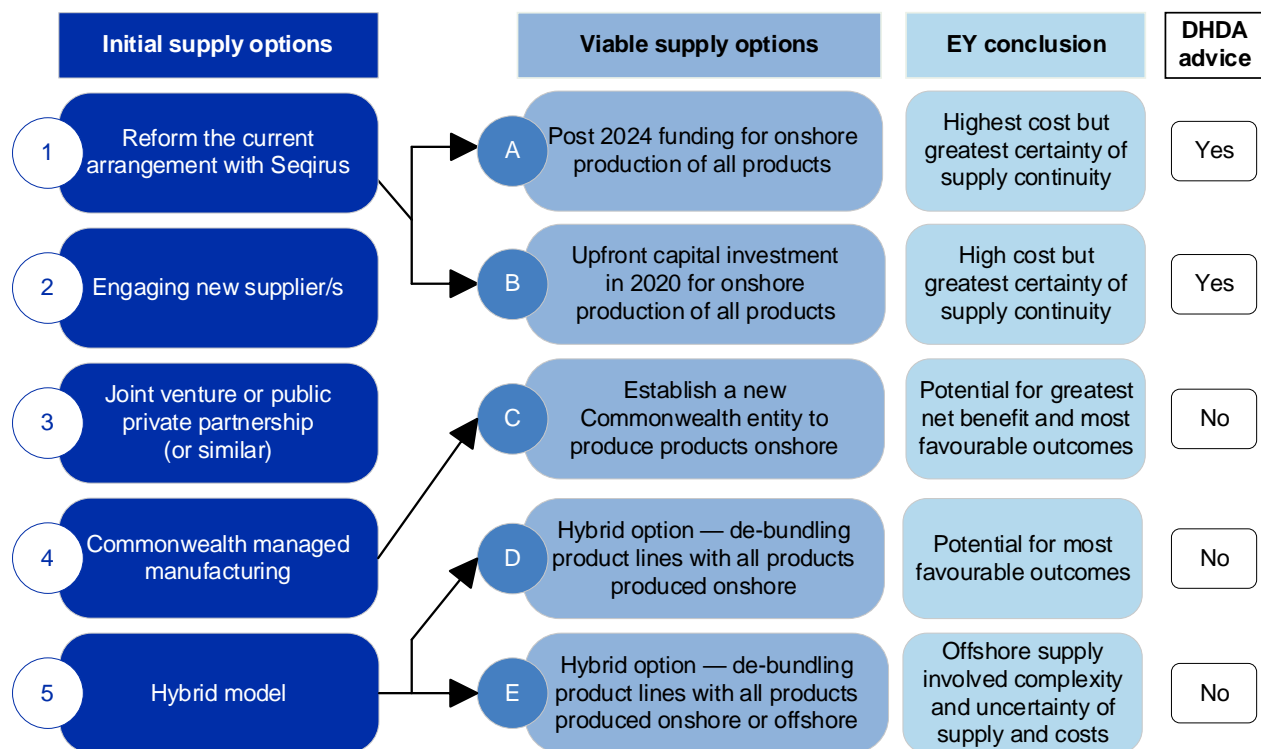 Initial supply options
Viable supply options
EY conclusion
DHDA
advice
1
Reform the current
arrangement with Seqirus
A
Post 2024 funding for onshore
production of all products
Highest cost but
greatest certainty of
supply continuity
Yes
2
Engaging new supplier/s
B
Upfront capital investment
in 2020 for onshore
production of all products
High cost but
greatest certainty of
supply continuity
Yes
3
Joint venture or public
private partnership
(or similar)
C
Establish a new
Commonwealth entity to
produce products onshore
Potential for greatest
net benefit and most
favourable outcomes
No
4
Commonwealth managed
manufacturing
D
Hybrid option — de-bundling
product lines with all products
produced onshore
Potential for most
favourable outcomes
No
5
Hybrid model
E
Hybrid option — de-bundling
product lines with all products
produced onshore or offshore
Offshore supply
involved complexity
and uncertainty of
supply and costs
No